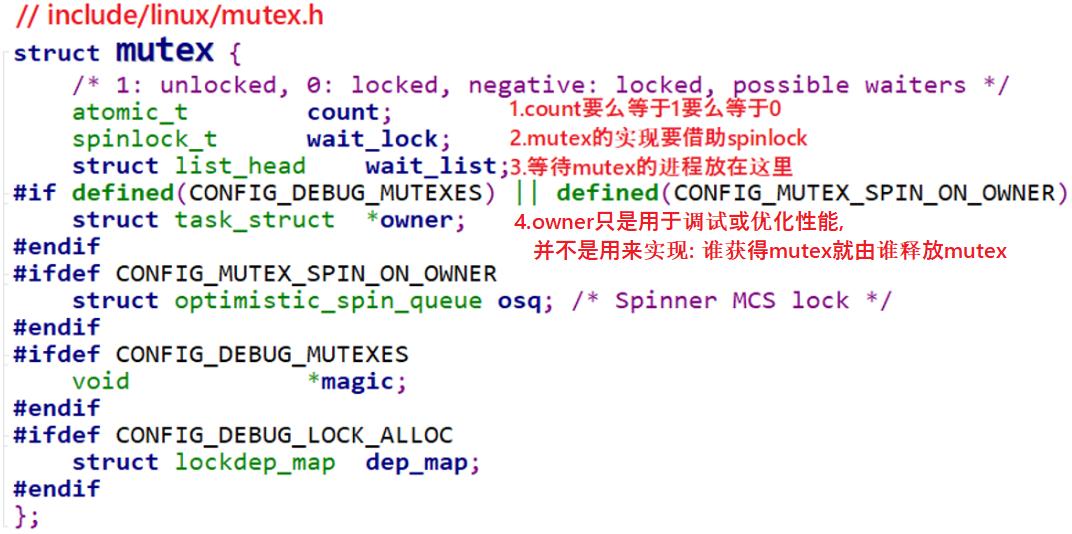 // include/linux/mutex.h
struct mutex {
    /* 1: unlocked, 0: locked, negative: locked, possible waiters */
    atomic_t        count;    1.count要么等于1要么等于0
    spinlock_t      wait_lock;    2.mutex的实现要借助spinlock
    struct list_head    wait_list;3.等待mutex的进程放在这里
#if defined(CONFIG_DEBUG_MUTEXES) || defined(CONFIG_MUTEX_SPIN_ON_OWNER)
    struct task_struct  *owner;    4.owner只是用于调试或优化性能,
#endif    并不是用来实现: 谁获得mutex就由谁释放mutex
#ifdef CONFIG_MUTEX_SPIN_ON_OWNER
    struct optimistic_spin_queue osq; /* Spinner MCS lock */
#endif
#ifdef CONFIG_DEBUG_MUTEXES
    void            *magic;
#endif
#ifdef CONFIG_DEBUG_LOCK_ALLOC
    struct lockdep_map  dep_map;
#endif
};